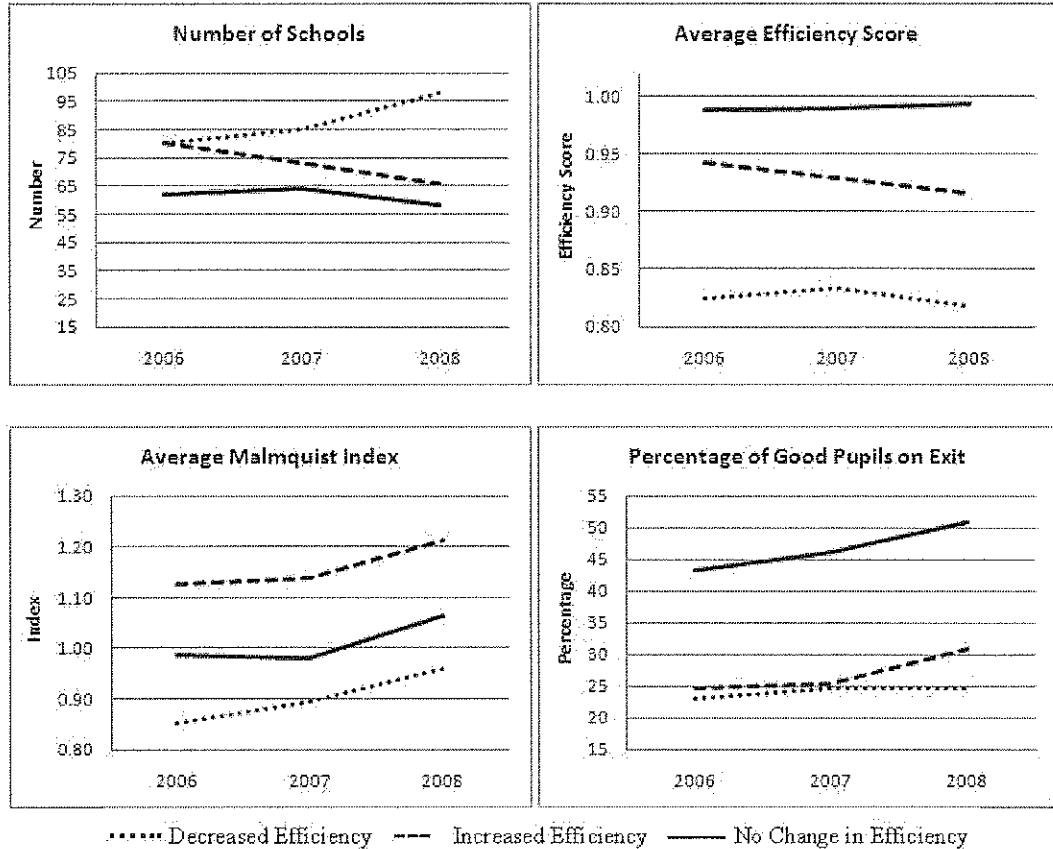 Number of Schools
Number
105
95
85
75
65
55
45
35
25
15
2006 2007 2008
Average Efficiency Score
Efficiency Score
1.00
0.95
0.90
0.85
0.80
2006 2007 2008
Average Malmquist Index
Index
1.30
1.20
1.10
1.00
0.90
0.80
2006 2007 2008
Percentage of Good Pupils on Exit
Percentage
55
50
45
40
35
30
25
20
15
2006 2007 2008
Decreased Efficiency Increased Efficiency No Change in Efficiency